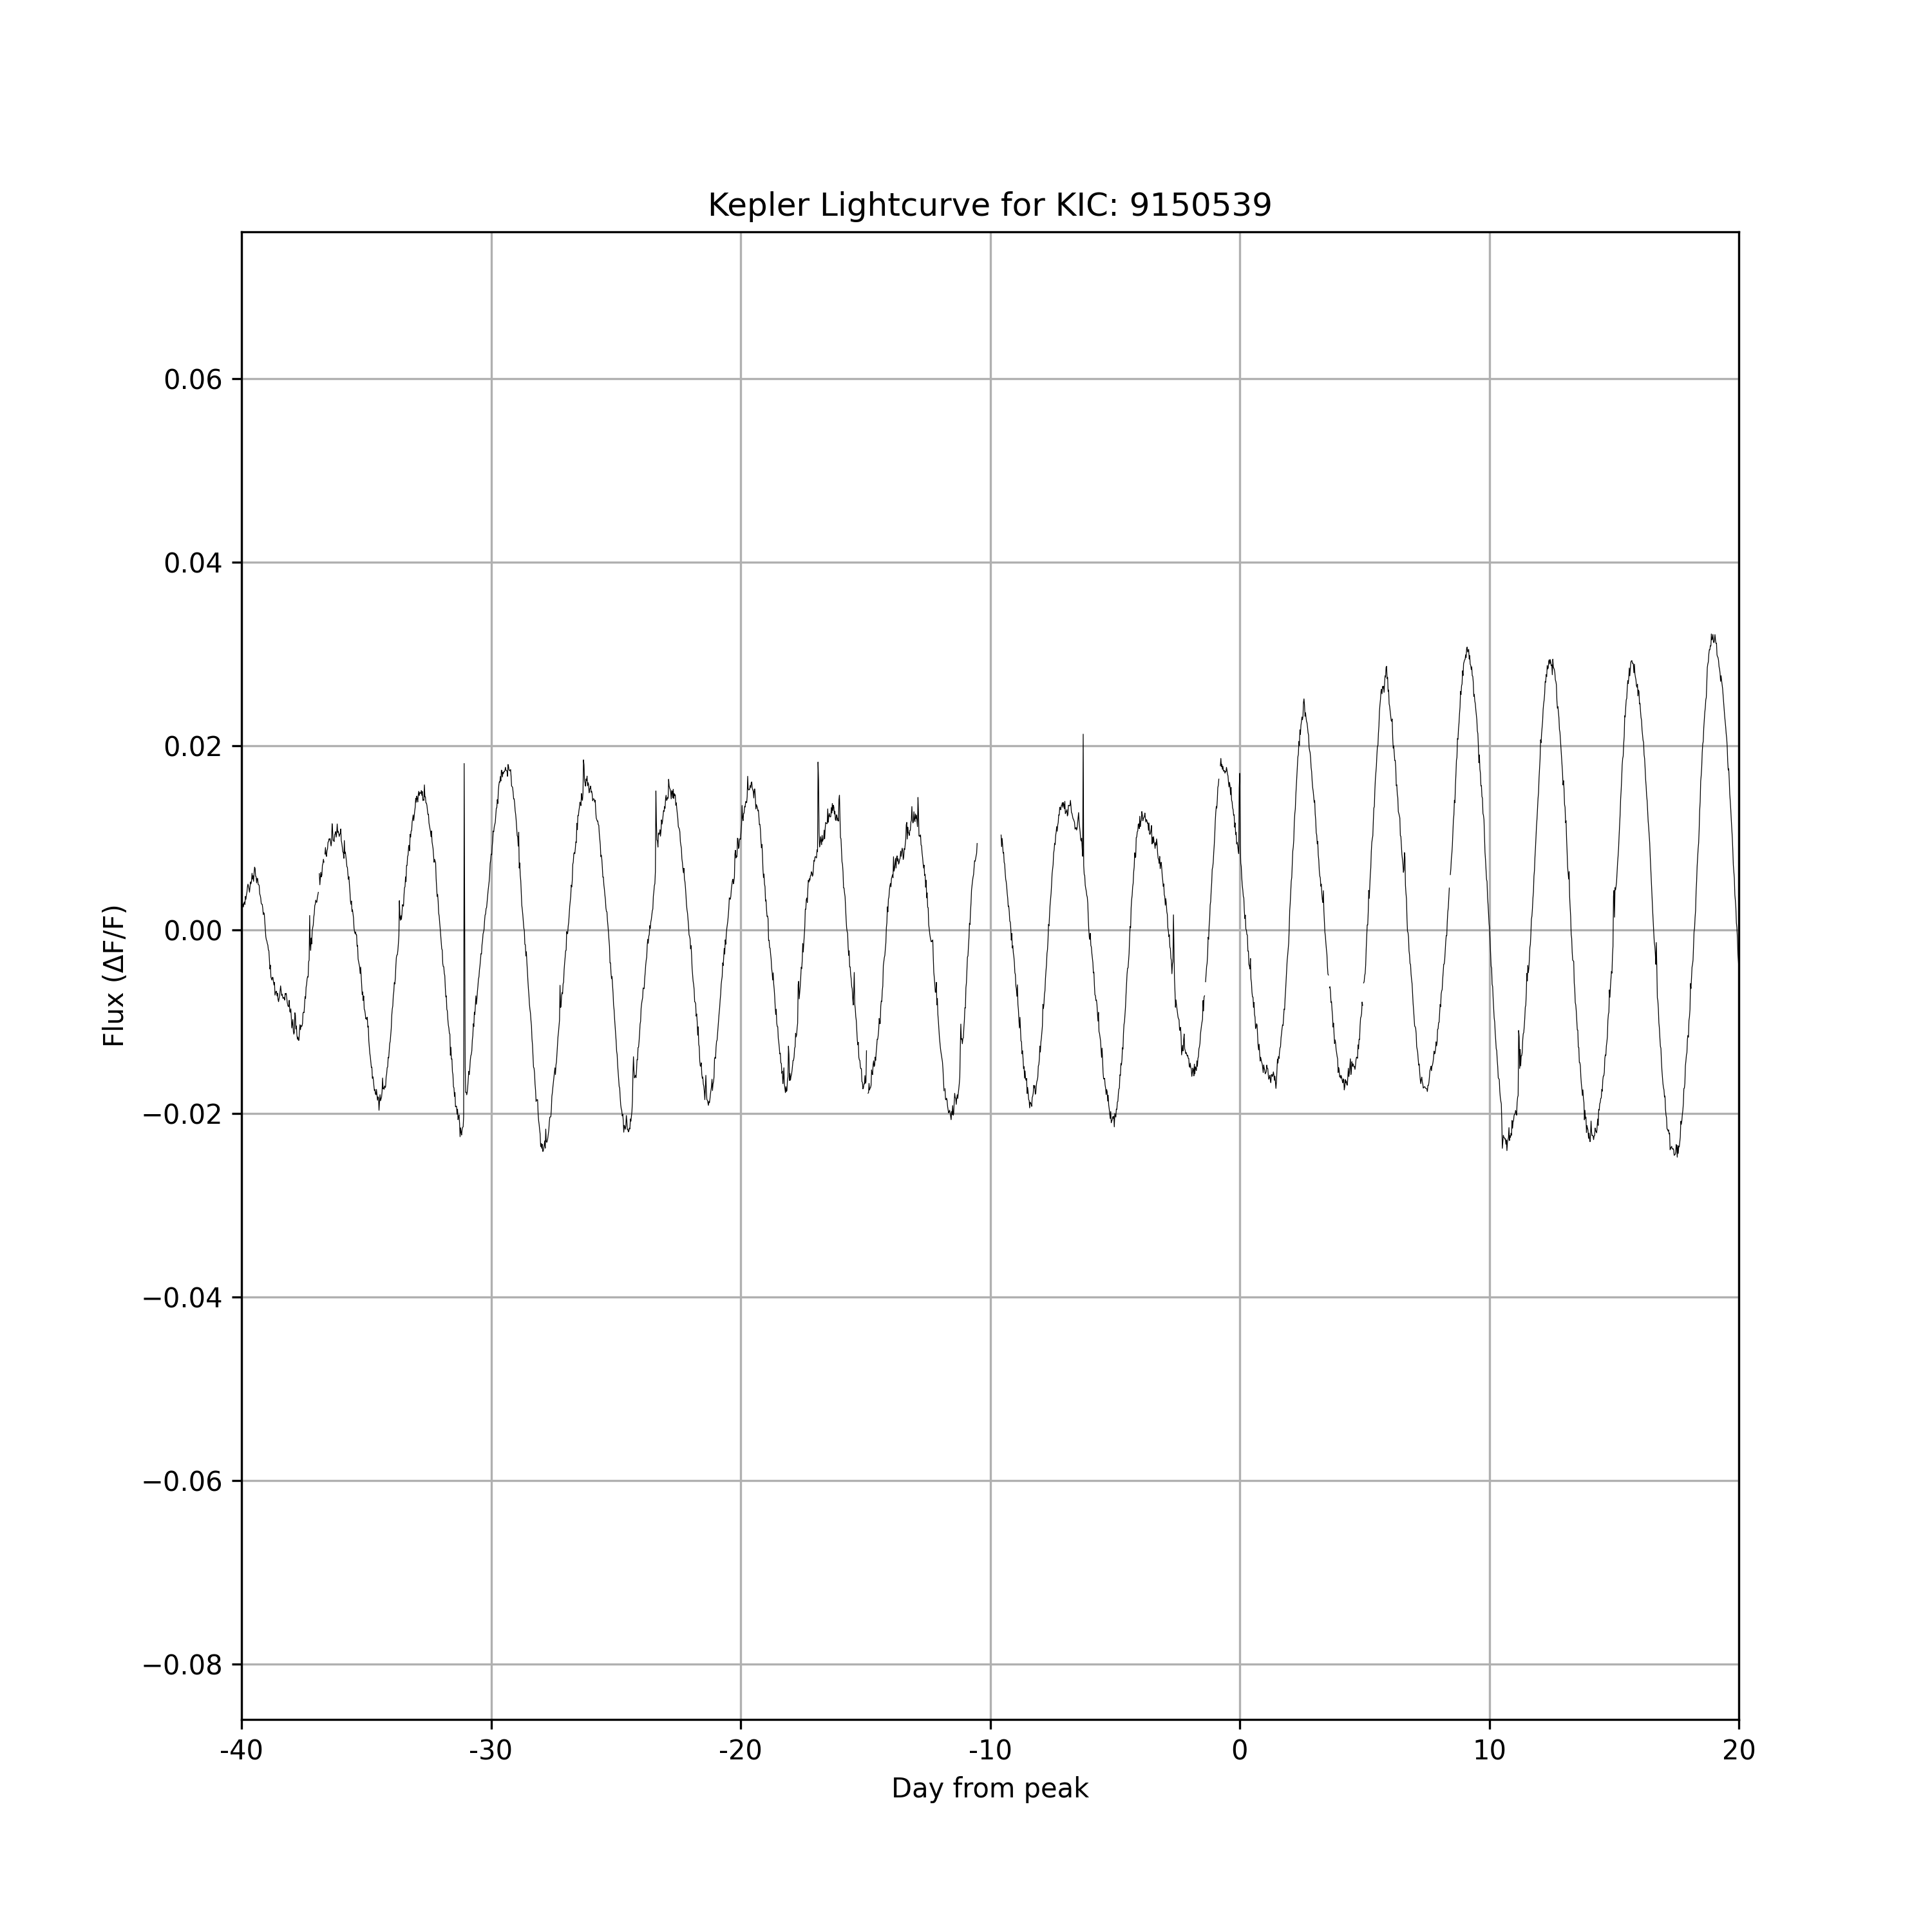 Kepler Lightcurve for KIC: 9150539
Flux (ΔF/F)
0.06
0.04
0.02
0.00
−0.02
−0.04
−0.06
−0.08
-40 -30 -20 -10 0 10 20
Day from peak